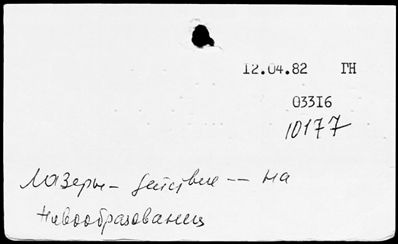 12.04.82 ГН
03316
10177
Лазеры – действие -- на
новообразования